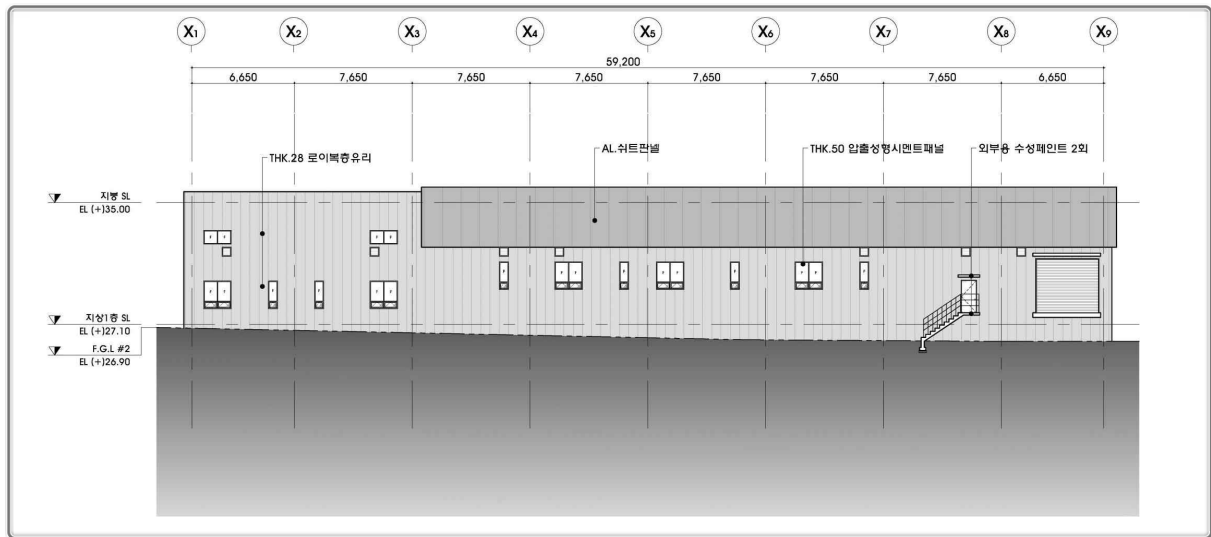 X1 X2 X3 X4 X5 X6 X7 X8 X9
59,200
6,650 7,650 7,650 7,650 7,650 7,650 7,650 6,650
THK.28 로이복층유리
AL.쉬트판넬
THK.50 압출성형시멘트패널
외부용 수성페인트 2회
지붕 SL
EL (+)35.00
지상1층 SL
EL (+)27.10
F.G.L #2
EL (+)26.90